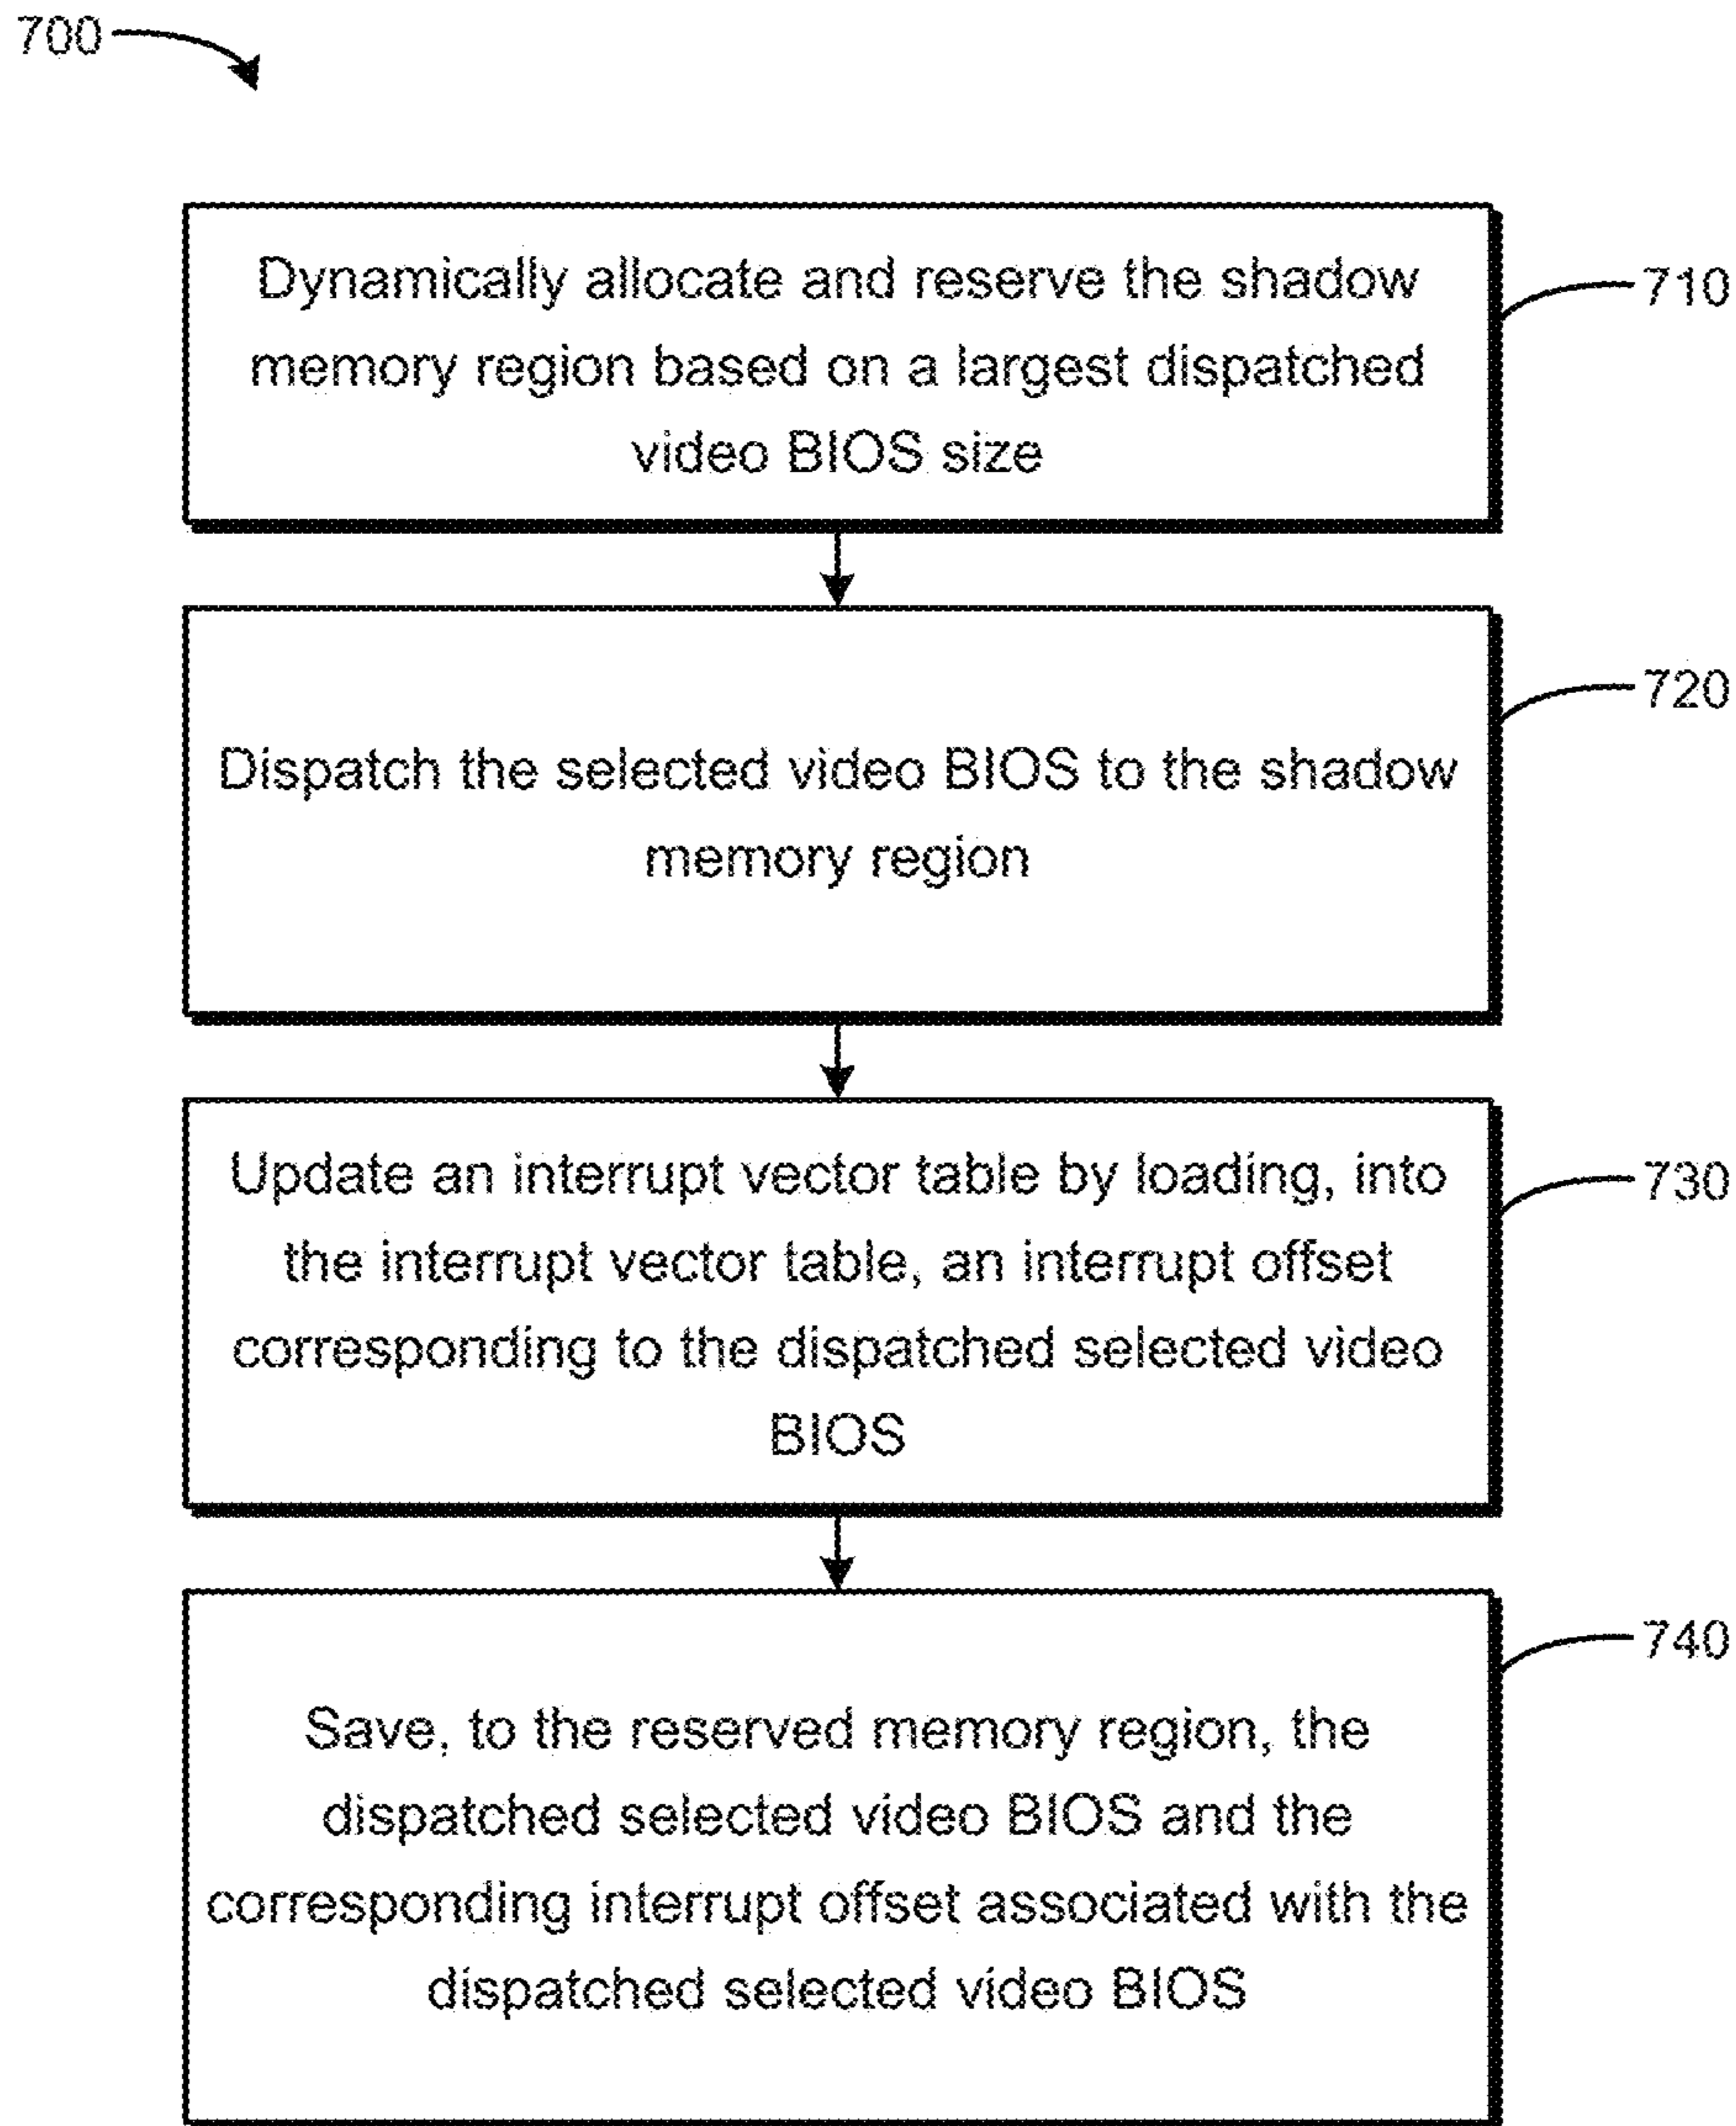 700
Dynamically allocate and reserve the shadow
memory region based on a largest dispatched
video BIOS size
710
Dispatch the selected video BIOS to the shadow
memory region
720
Update an interrupt vector table by loading, into
the interrupt vector table, an interrupt offset
corresponding to the dispatched selected video
BIOS
730
Save, to the reserved memory region, the
dispatched selected video BIOS and the
corresponding interrupt offset associated with the
dispatched selected video BIOS
740